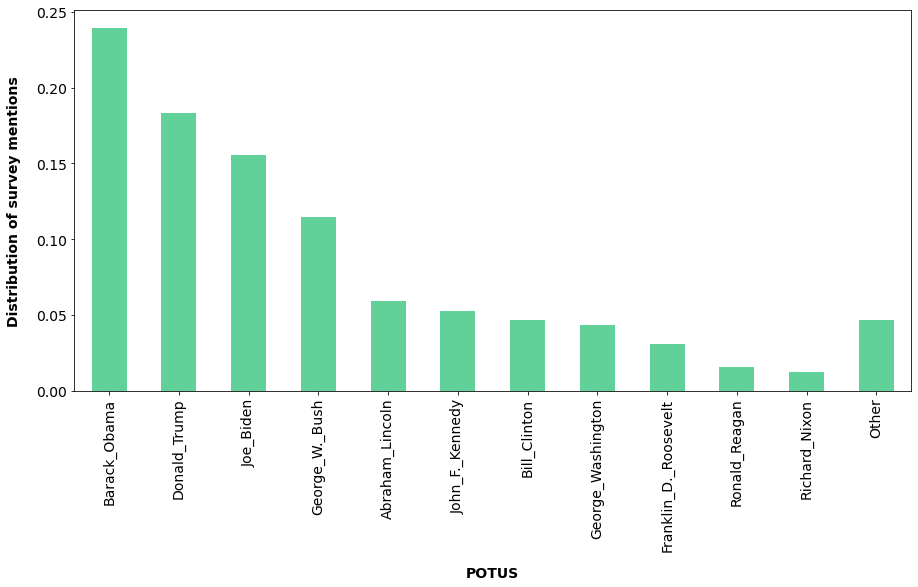 Distribution of survey mentions
0.25
0.20
0.15
0.10
0.05
0.00
Barack_Obama
Donald_Trump
Joe_Biden
George_W._Bush
Abraham_Lincoln
John_F._Kennedy
Bill_Clinton
George_Washington
Franklin_D._Roosevelt
Ronald_Reagan
Richard_Nixon
Other
POTUS